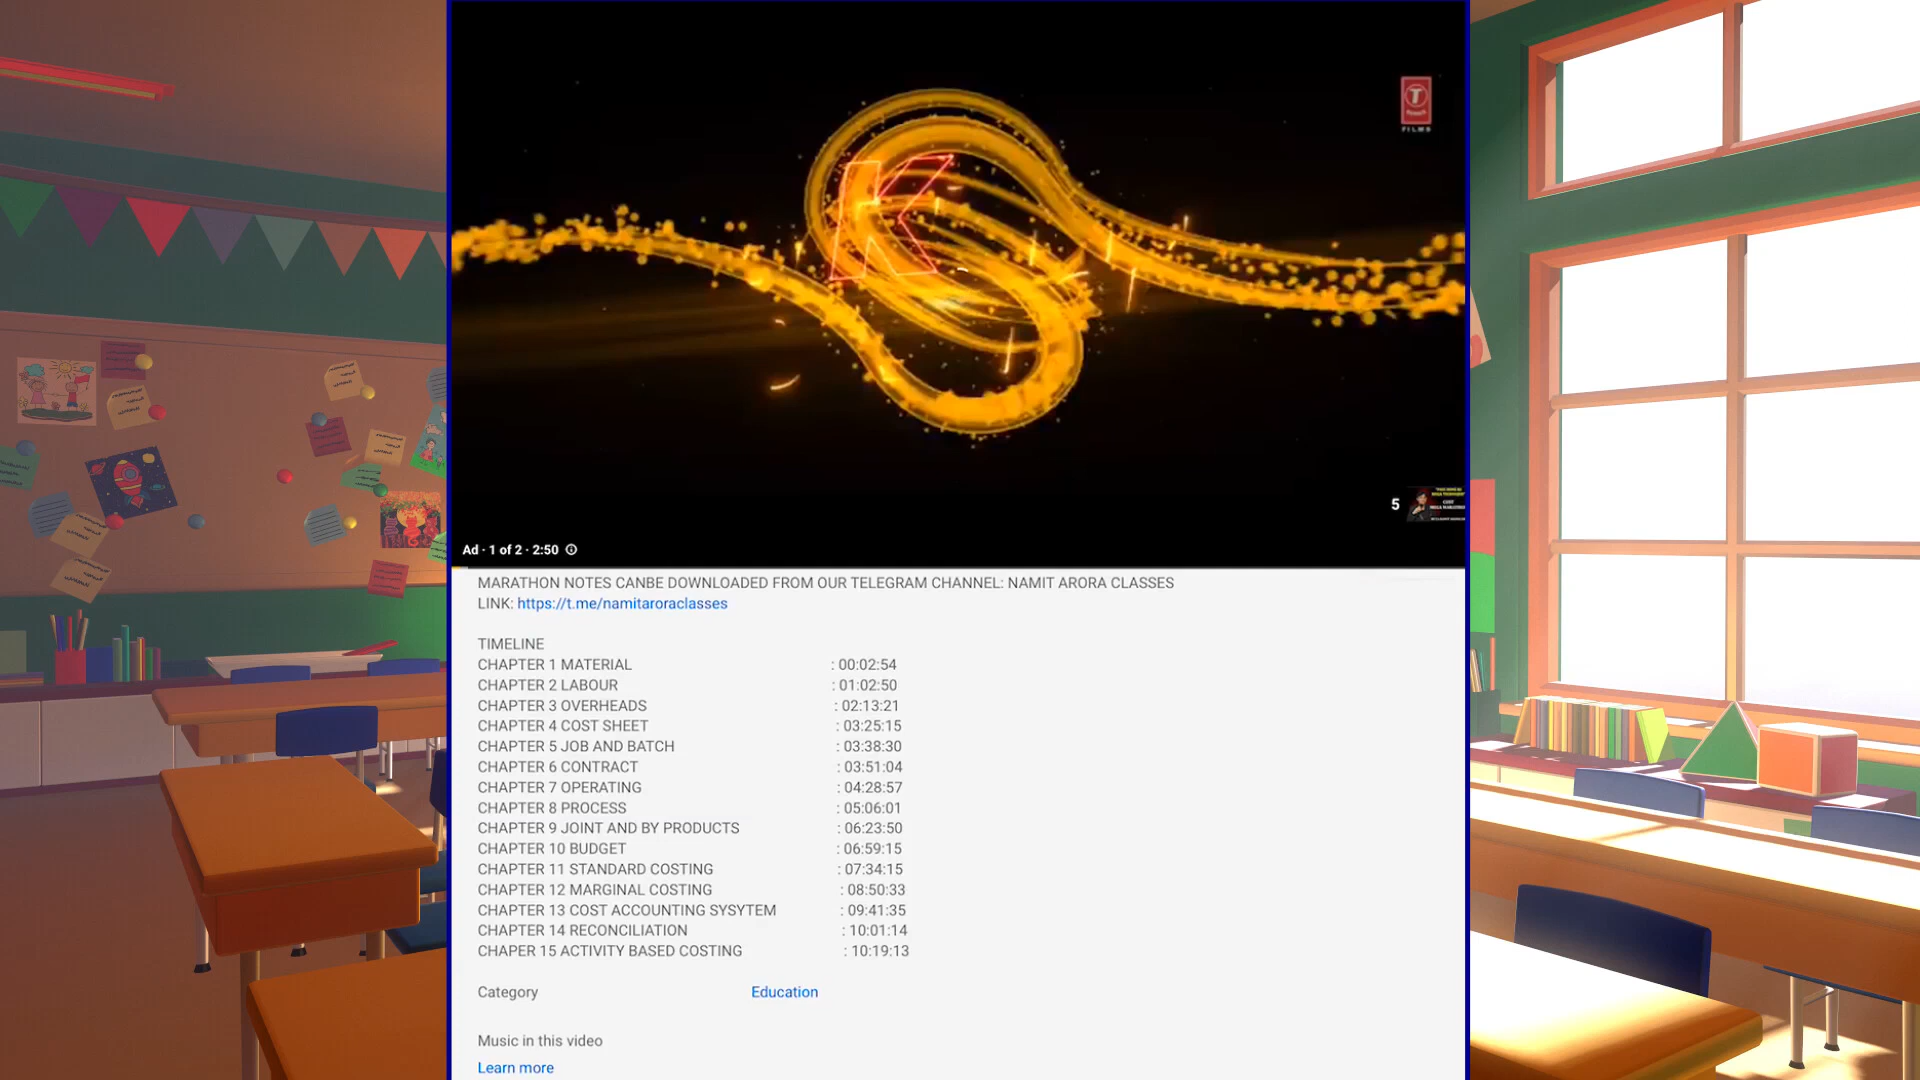 K
T
FILMS
5
Ad · 1 of 2 · 2:50
MARATHON NOTES CANBE DOWNLOADED FROM OUR TELEGRAM CHANNEL: NAMIT ARORA CLASSES
LINK: https://t.me/namitaroraclasses
TIMELINE
CHAPTER 1 MATERIAL : 00:02:54
CHAPTER 2 LABOUR : 01:02:50
CHAPTER 3 OVERHEADS : 02:13:21
CHAPTER 4 COST SHEET : 03:25:15
CHAPTER 5 JOB AND BATCH : 03:38:30
CHAPTER 6 CONTRACT : 03:51:04
CHAPTER 7 OPERATING : 04:28:57
CHAPTER 8 PROCESS : 05:06:01
CHAPTER 9 JOINT AND BY PRODUCTS : 06:23:50
CHAPTER 10 BUDGET : 06:59:15
CHAPTER 11 STANDARD COSTING : 07:34:15
CHAPTER 12 MARGINAL COSTING : 08:50:33
CHAPTER 13 COST ACCOUNTING SYSYTEM : 09:41:35
CHAPTER 14 RECONCILIATION : 10:01:14
CHAPER 15 ACTIVITY BASED COSTING : 10:19:13
Category Education
Music in this video
Learn more